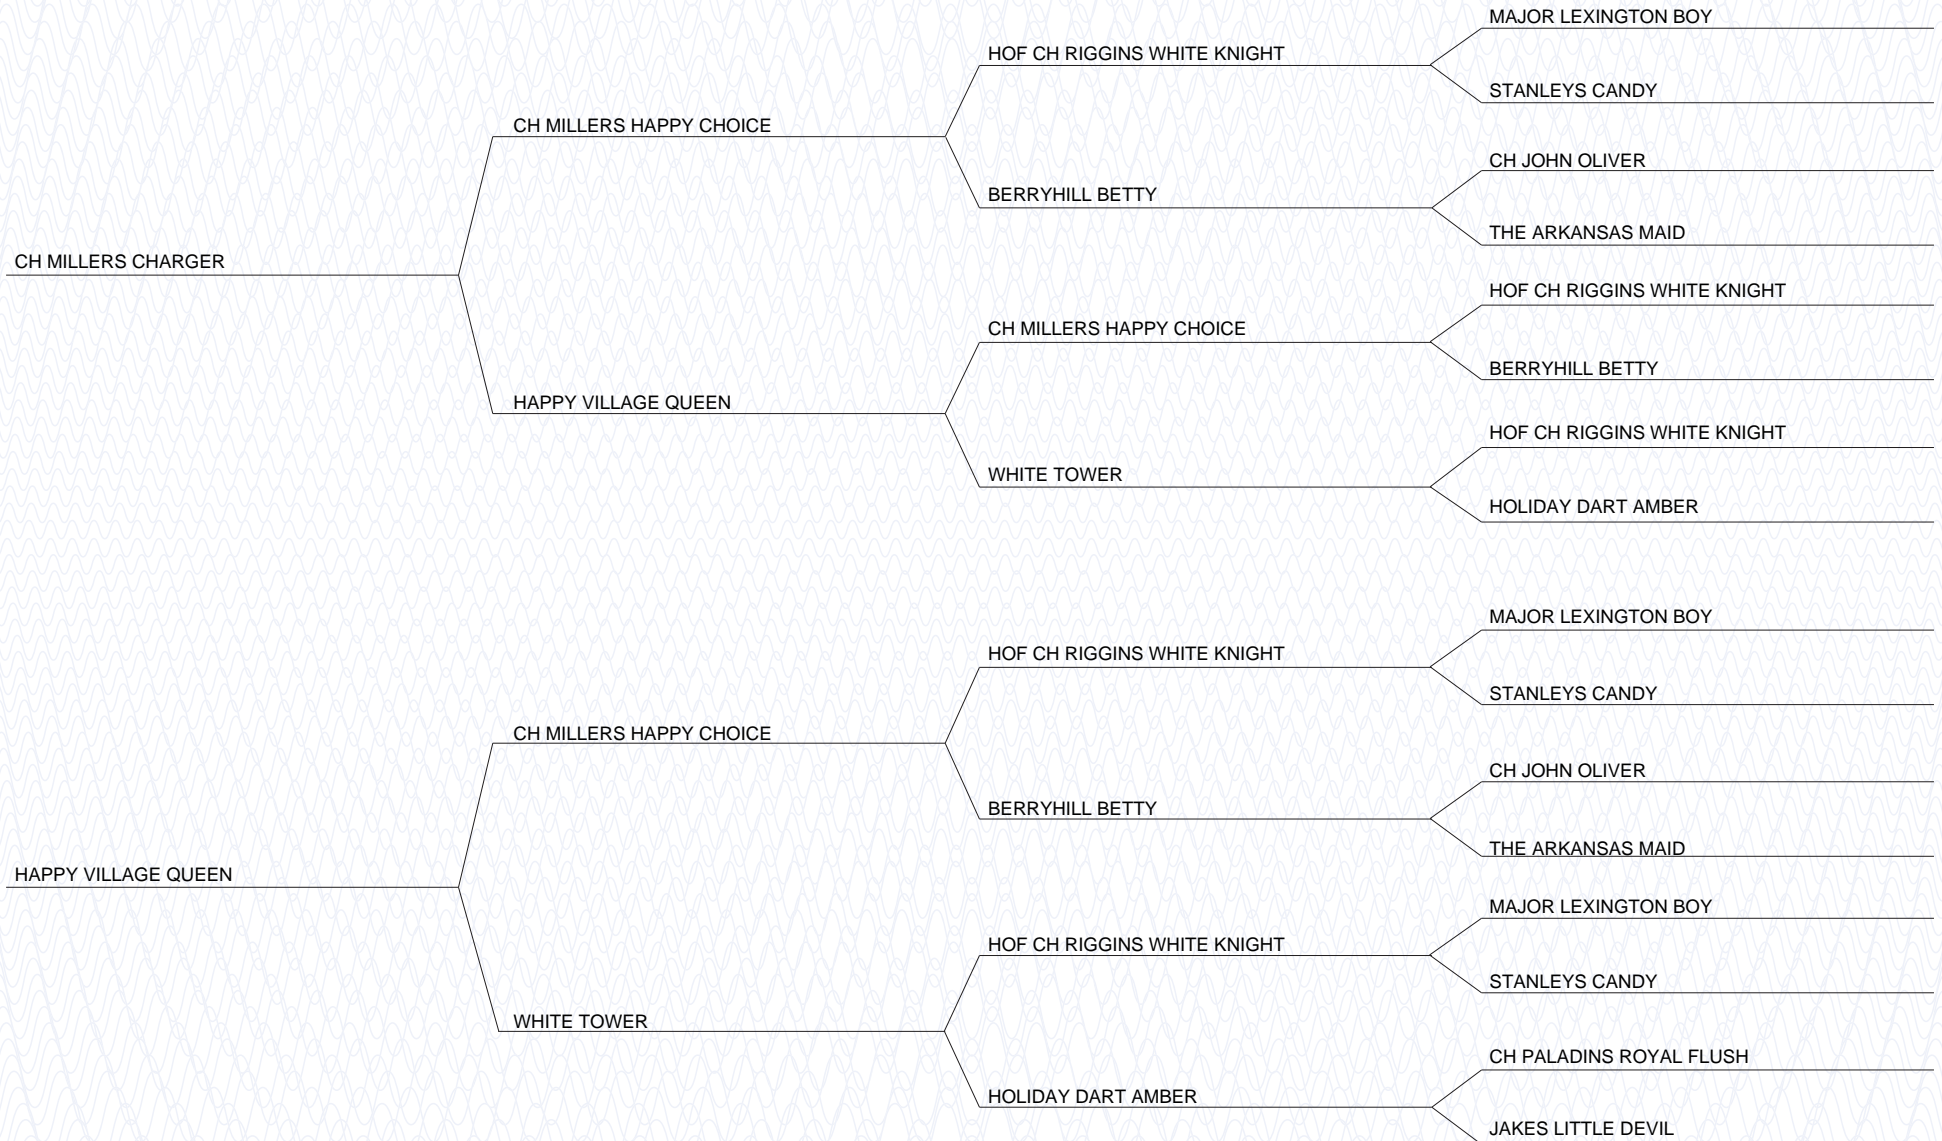 MAJOR LEXINGTON BOY
HOF CH RIGGINS WHITE KNIGHT
STANLEYS CANDY
CH MILLERS HAPPY CHOICE
CH JOHN OLIVER
BERRYHILL BETTY
THE ARKANSAS MAID
CH MILLERS CHARGER
HOF CH RIGGINS WHITE KNIGHT
CH MILLERS HAPPY CHOICE
BERRYHILL BETTY
HAPPY VILLAGE QUEEN
HOF CH RIGGINS WHITE KNIGHT
WHITE TOWER
HOLIDAY DART AMBER
MAJOR LEXINGTON BOY
HOF CH RIGGINS WHITE KNIGHT
STANLEYS CANDY
CH MILLERS HAPPY CHOICE
CH JOHN OLIVER
BERRYHILL BETTY
THE ARKANSAS MAID
HAPPY VILLAGE QUEEN
MAJOR LEXINGTON BOY
HOF CH RIGGINS WHITE KNIGHT
STANLEYS CANDY
WHITE TOWER
CH PALADINS ROYAL FLUSH
HOLIDAY DART AMBER
JAKES LITTLE DEVIL